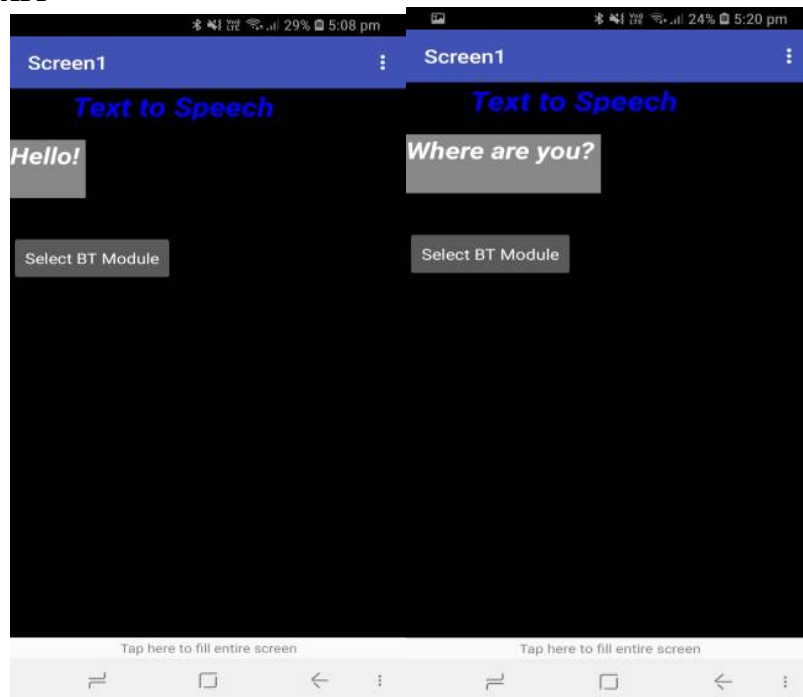 29% 5:08 pm
Screen1
Text to Speech
Hello!
Select BT Module
Tap here to fill entire screen
24% 5:20 pm
Screen1
Text to Speech
Where are you?
Select BT Module
Tap here to fill entire screen